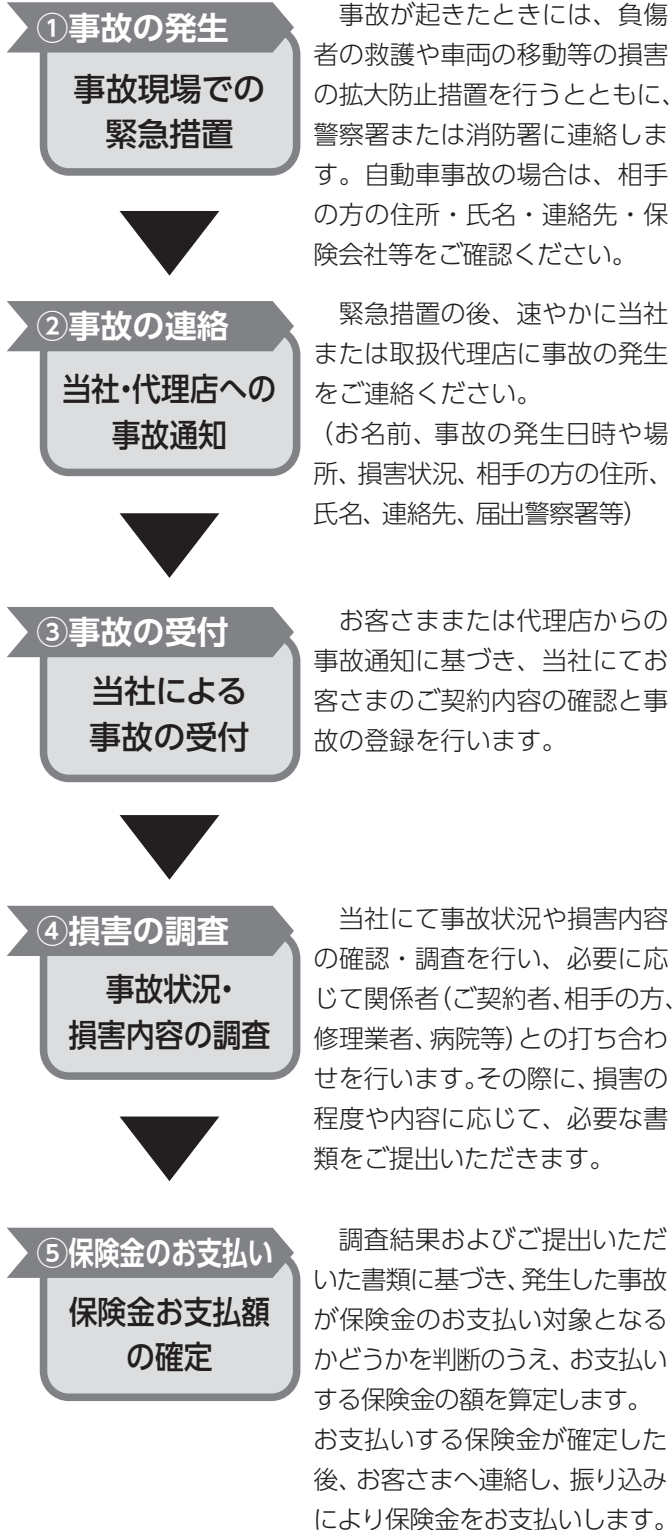 ①事故の発生
事故現場での
緊急措置
　事故が起きたときには、負傷
者の救護や車両の移動等の損害
の拡大防止措置を行うとともに、
警察署または消防署に連絡しま
す。自動車事故の場合は、相手
の方の住所・氏名・連絡先・保
険会社等をご確認ください。
②事故の連絡
当社・代理店への
事故通知
　緊急措置の後、速やかに当社
または取扱代理店に事故の発生
をご連絡ください。
（お名前、事故の発生日時や場
所、損害状況、相手の方の住所、
氏名、連絡先、届出警察署等）
③事故の受付
当社による
事故の受付
　お客さままたは代理店からの
事故通知に基づき、当社にてお
客さまのご契約内容の確認と事
故の登録を行います。
④損害の調査
事故状況・
損害内容の調査
　当社にて事故状況や損害内容
の確認・調査を行い、必要に応
じて関係者（ご契約者、相手の方、
修理業者、病院等）との打ち合わ
せを行います。その際に、損害の
程度や内容に応じて、必要な書
類をご提出いただきます。
⑤保険金のお支払い
保険金お支払額
の確定
　調査結果およびご提出いただ
いた書類に基づき、発生した事故
が保険金のお支払い対象となる
かどうかを判断のうえ、お支払い
する保険金の額を算定します。
お支払いする保険金が確定した
後、お客さまへ連絡し、振り込み
により保険金をお支払いします。